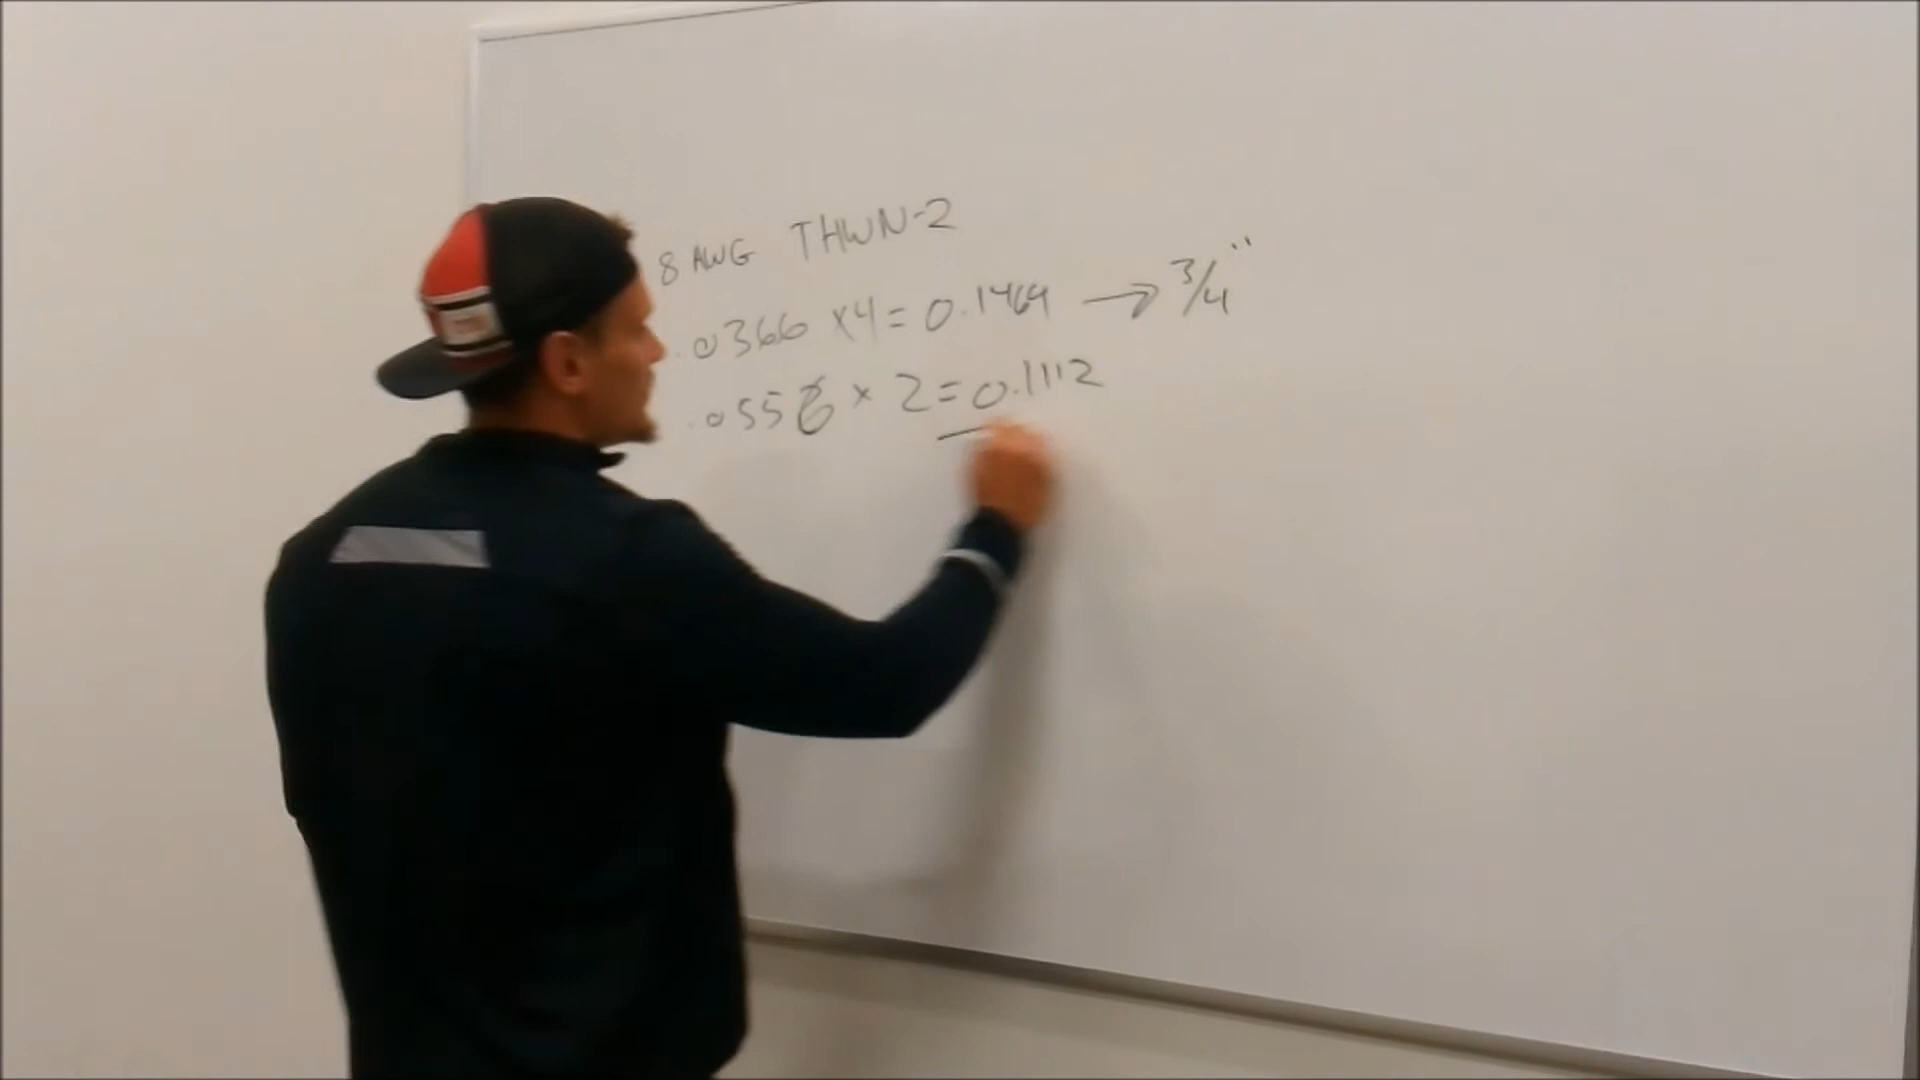 8 AWG THWN-2
.0366 x4 = 0.1464 → 3/4"
.0556 x 2 = 0.1112